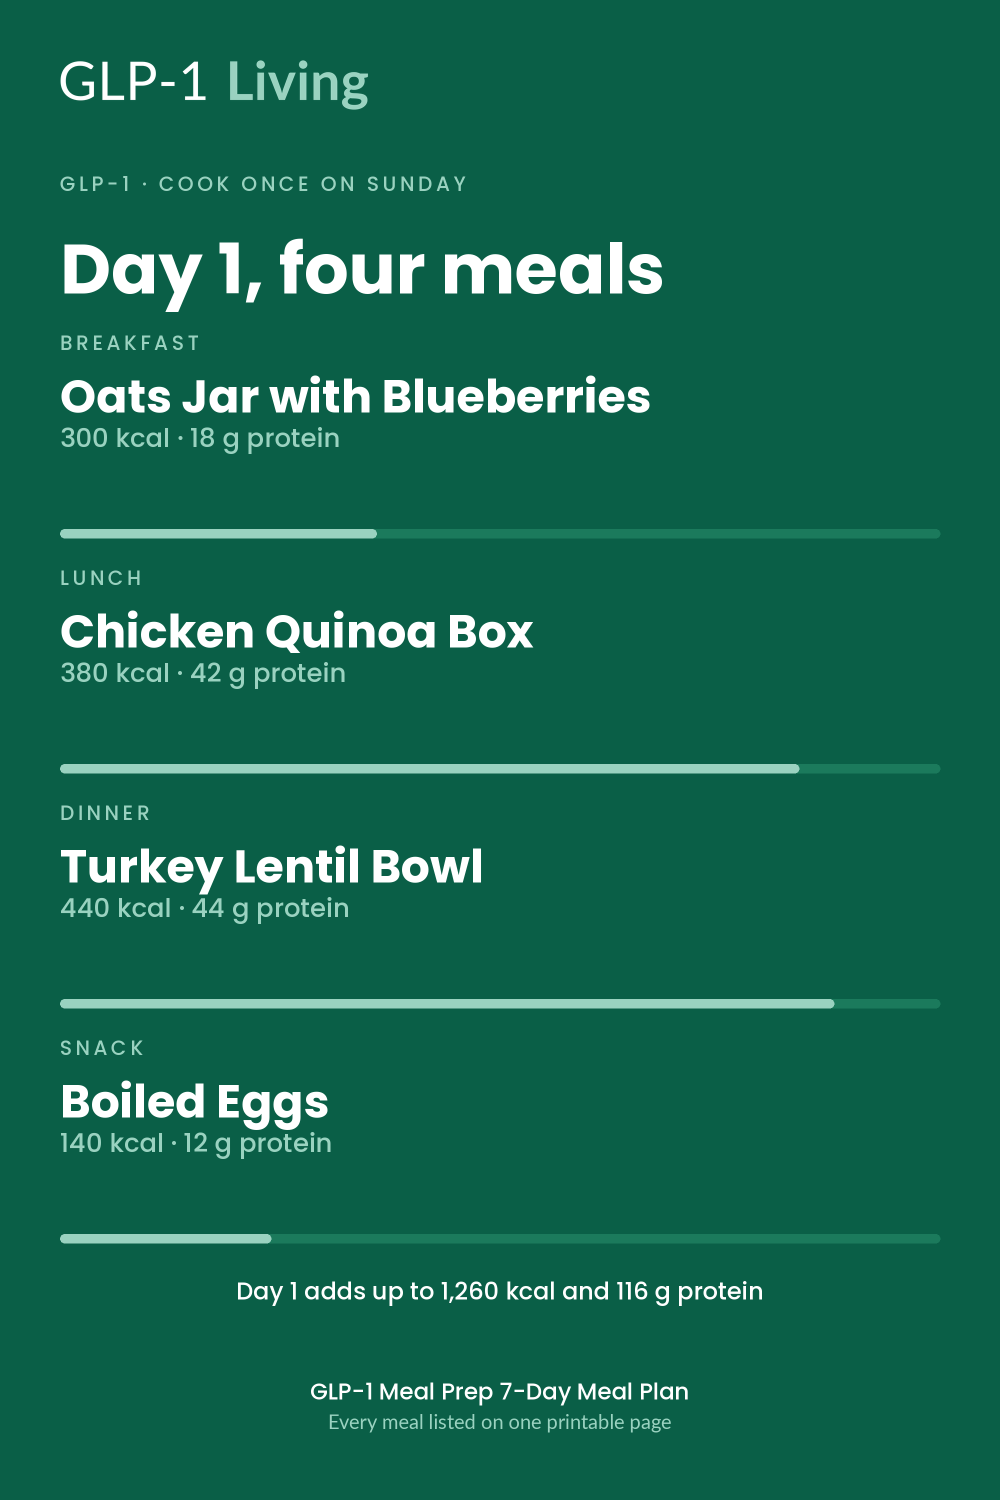 GLP-1 Living
GLP-1 · COOK ONCE ON SUNDAY
Day 1, four meals
BREAKFAST
Oats Jar with Blueberries
300 kcal · 18 g protein
LUNCH
Chicken Quinoa Box
380 kcal · 42 g protein
DINNER
Turkey Lentil Bowl
440 kcal · 44 g protein
SNACK
Boiled Eggs
140 kcal · 12 g protein
Day 1 adds up to 1,260 kcal and 116 g protein
GLP-1 Meal Prep 7-Day Meal Plan
Every meal listed on one printable page